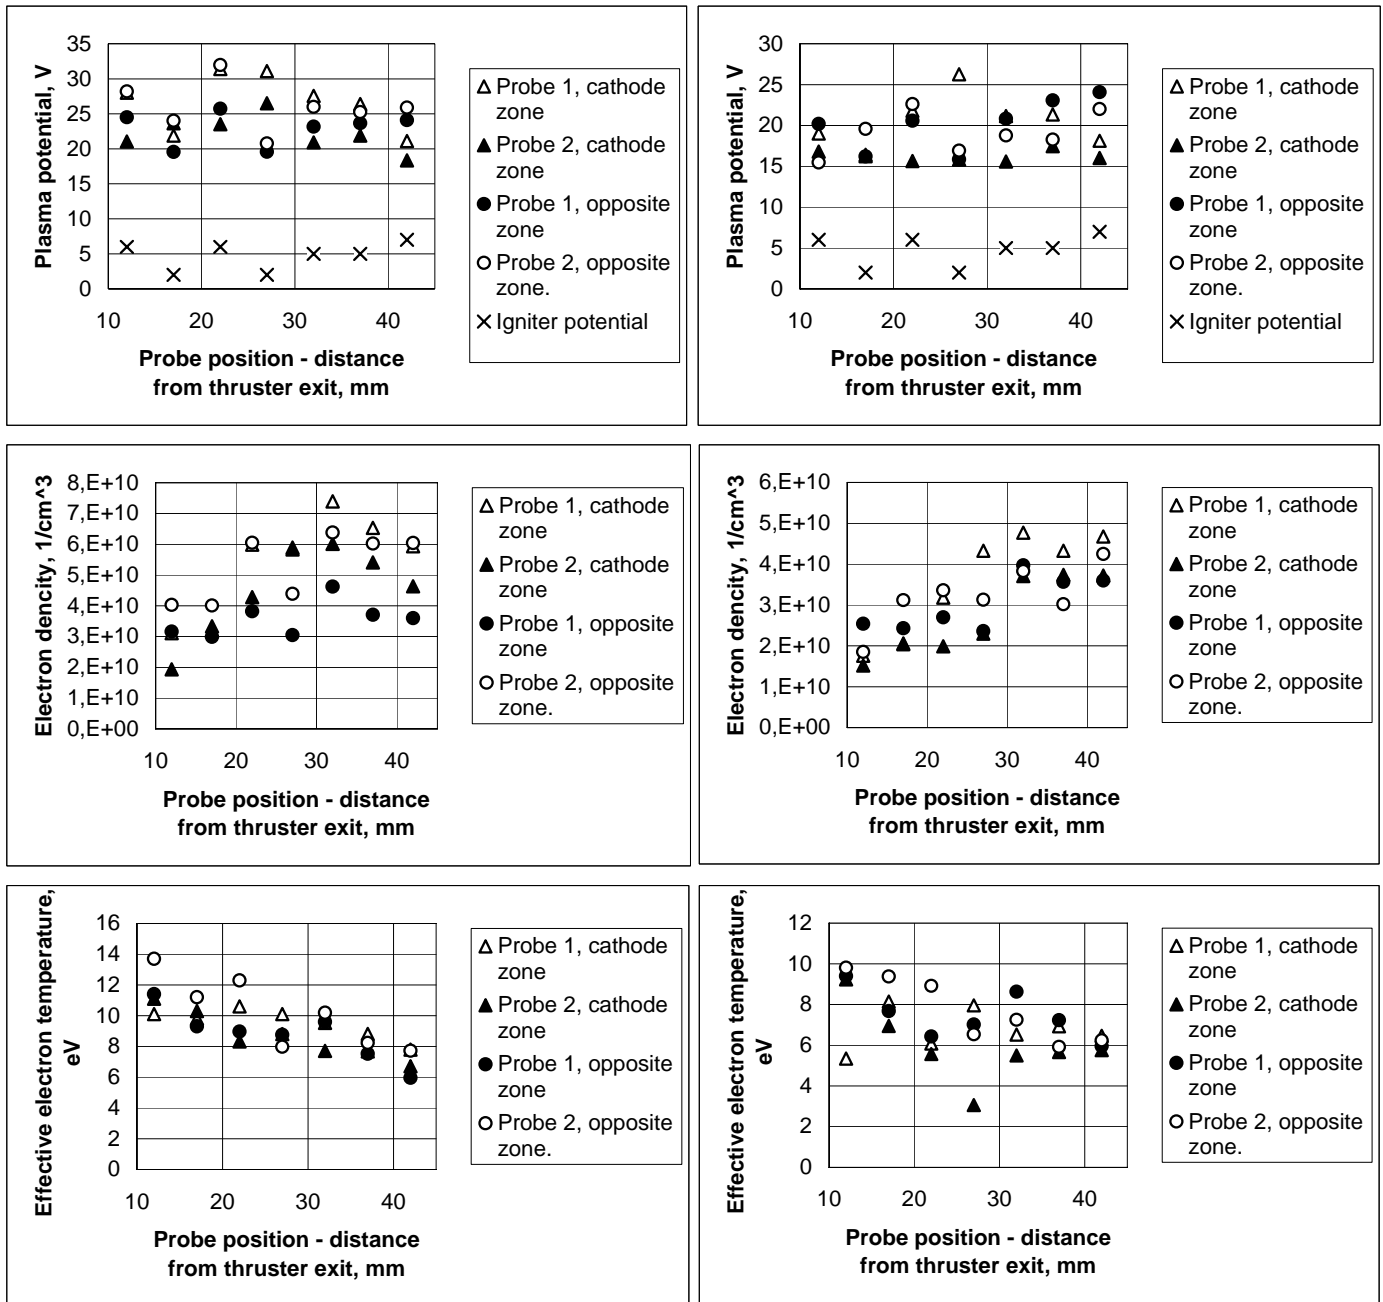 Plasma potential, V
35
30
25
20
15
10
5
0
10 20 30 40
Probe position - distance
from thruster exit, mm
Probe 1, cathode
zone
Probe 2, cathode
zone
Probe 1, opposite
zone
Probe 2, opposite
zone.
Igniter potential
Plasma potential, V
30
25
20
15
10
5
0
10 20 30 40
Probe position - distance
from thruster exit, mm
Probe 1, cathode
zone
Probe 2, cathode
zone
Probe 1, opposite
zone
Probe 2, opposite
zone.
Igniter potential
Electron dencity, 1/cm^3
8,E+10
7,E+10
6,E+10
5,E+10
4,E+10
3,E+10
2,E+10
1,E+10
0,E+00
10 20 30 40
Probe position - distance
from thruster exit, mm
Probe 1, cathode
zone
Probe 2, cathode
zone
Probe 1, opposite
zone
Probe 2, opposite
zone.
Electron dencity, 1/cm^3
6,E+10
5,E+10
4,E+10
3,E+10
2,E+10
1,E+10
0,E+00
10 20 30 40
Probe position - distance
from thruster exit, mm
Probe 1, cathode
zone
Probe 2, cathode
zone
Probe 1, opposite
zone
Probe 2, opposite
zone.
Effective electron temperature,
eV
16
14
12
10
8
6
4
2
0
10 20 30 40
Probe position - distance
from thruster exit, mm
Probe 1, cathode
zone
Probe 2, cathode
zone
Probe 1, opposite
zone
Probe 2, opposite
zone.
Effective electron temperature,
eV
12
10
8
6
4
2
0
10 20 30 40
Probe position - distance
from thruster exit, mm
Probe 1, cathode
zone
Probe 2, cathode
zone
Probe 1, opposite
zone
Probe 2, opposite
zone.